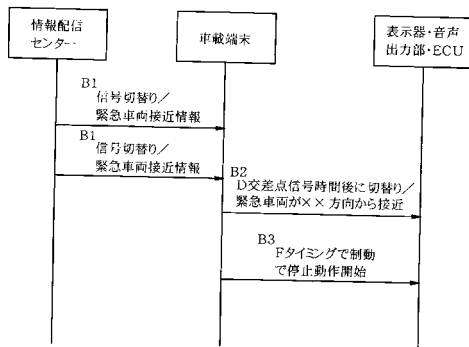 情報配信
センター
車載端末
表示器・音声
出力部・ECU
B1
信号切替り／
緊急車両接近情報
B1
信号切替り／
緊急車両接近情報
B2
D交差点信号時間後に切替り／
緊急車両が××方向から接近
B3
Fタイミングで制動
で停止動作開始